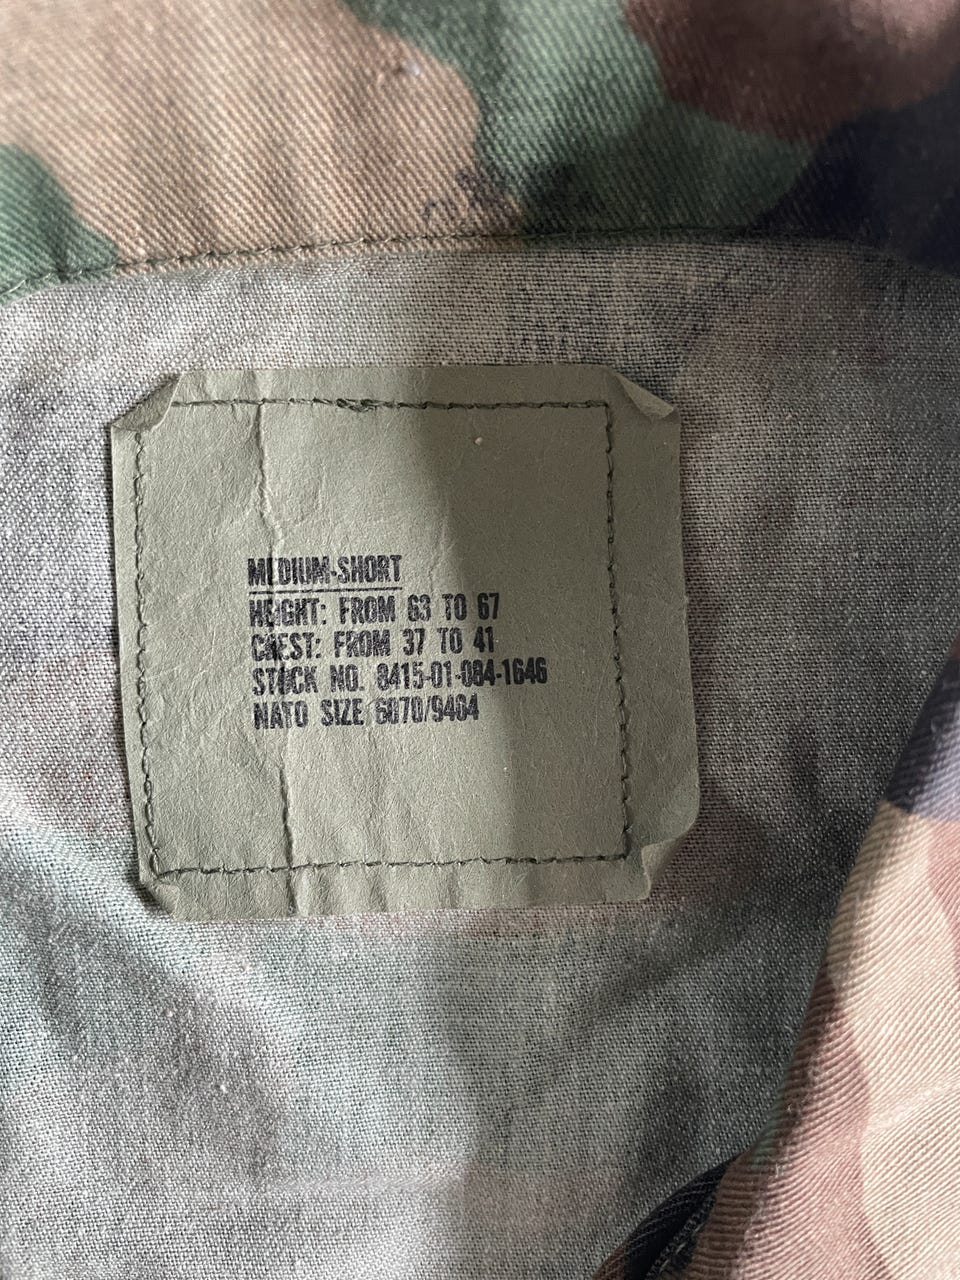 MEDIUM-SHORT
HEIGHT: FROM 63 TO 67
CHEST: FROM 37 TO 41
STOCK NO. 8415-01-084-1646
NATO SIZE 6070/9404